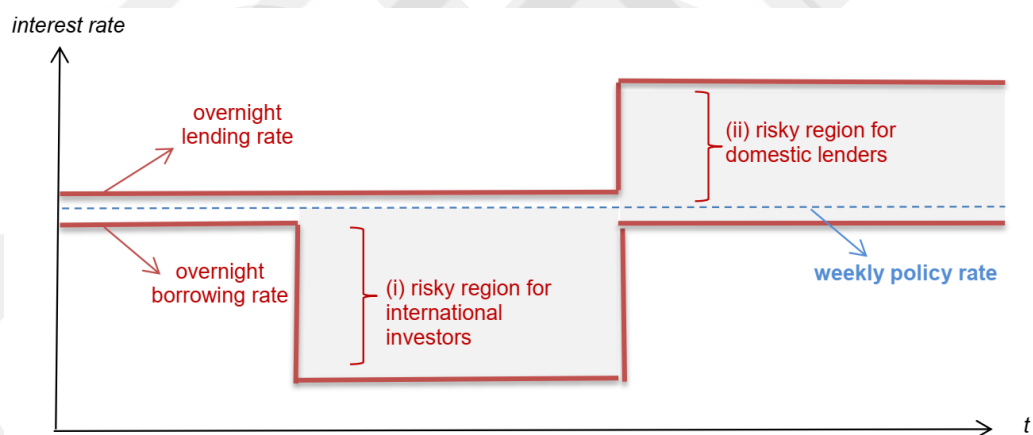 interest rate
overnight
lending rate
(ii) risky region for
domestic lenders
overnight
borrowing rate
(i) risky region for
international
investors
weekly policy rate
t